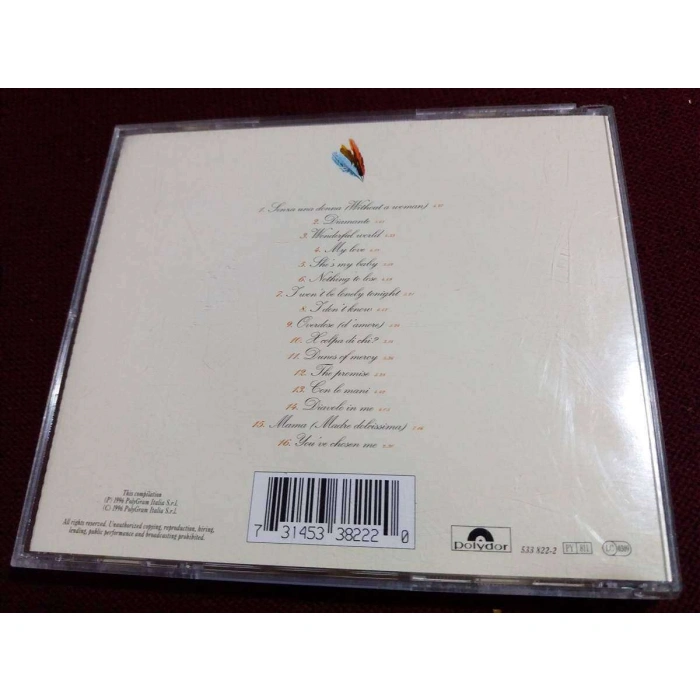 1. Senza una donna (Without a woman)
2. Diamante
3. Wonderful world
4. My love
5. She's my baby
6. Nothing to lose
7. I won't be lonely tonight
8. I don't know
9. Overdose (d'amore)
10. X colpa di chi?
11. Dunes of mercy
12. The promise
13. Con le mani
14. Diavolo in me
15. Mama (Madre dolcissima)
16. You've chosen me
This compilation
(P) 1996 PolyGram Italia S.r.l.
© 1996 PolyGram Italia S.r.l.
All rights reserved. Unauthorized copying, reproduction, hiring,
lending, public performance and broadcasting prohibited.
7 31453 38222 0
polydor
533 822-2